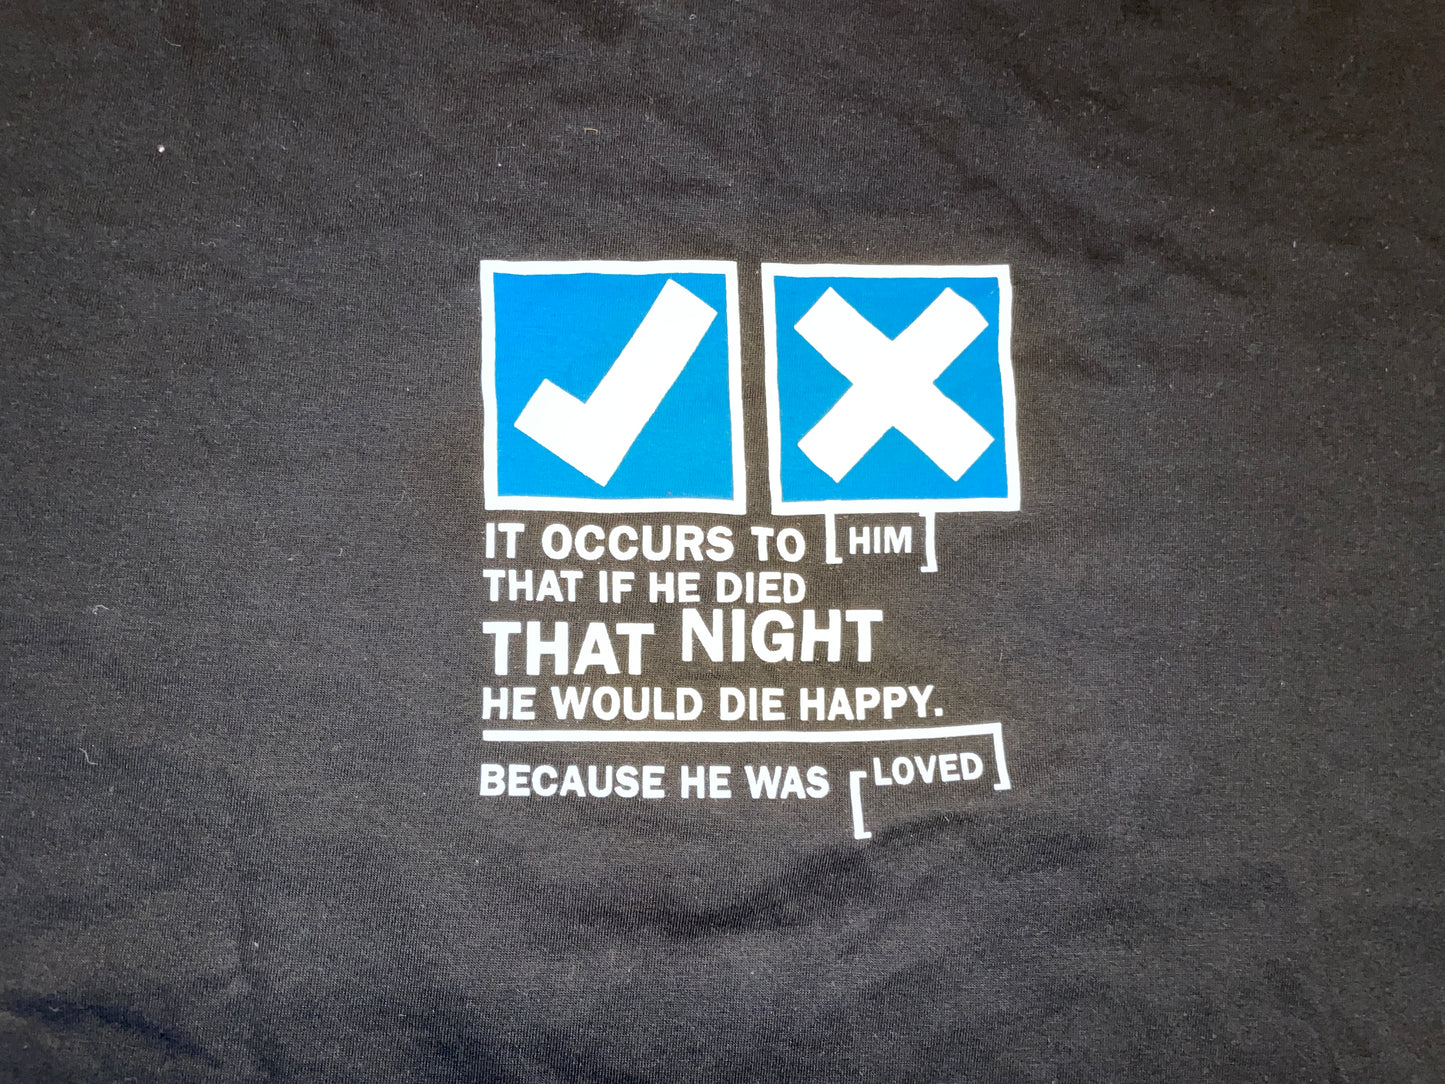 IT OCCURS TO [HIM]
THAT IF HE DIED
THAT NIGHT
HE WOULD DIE HAPPY.
BECAUSE HE WAS [LOVED]